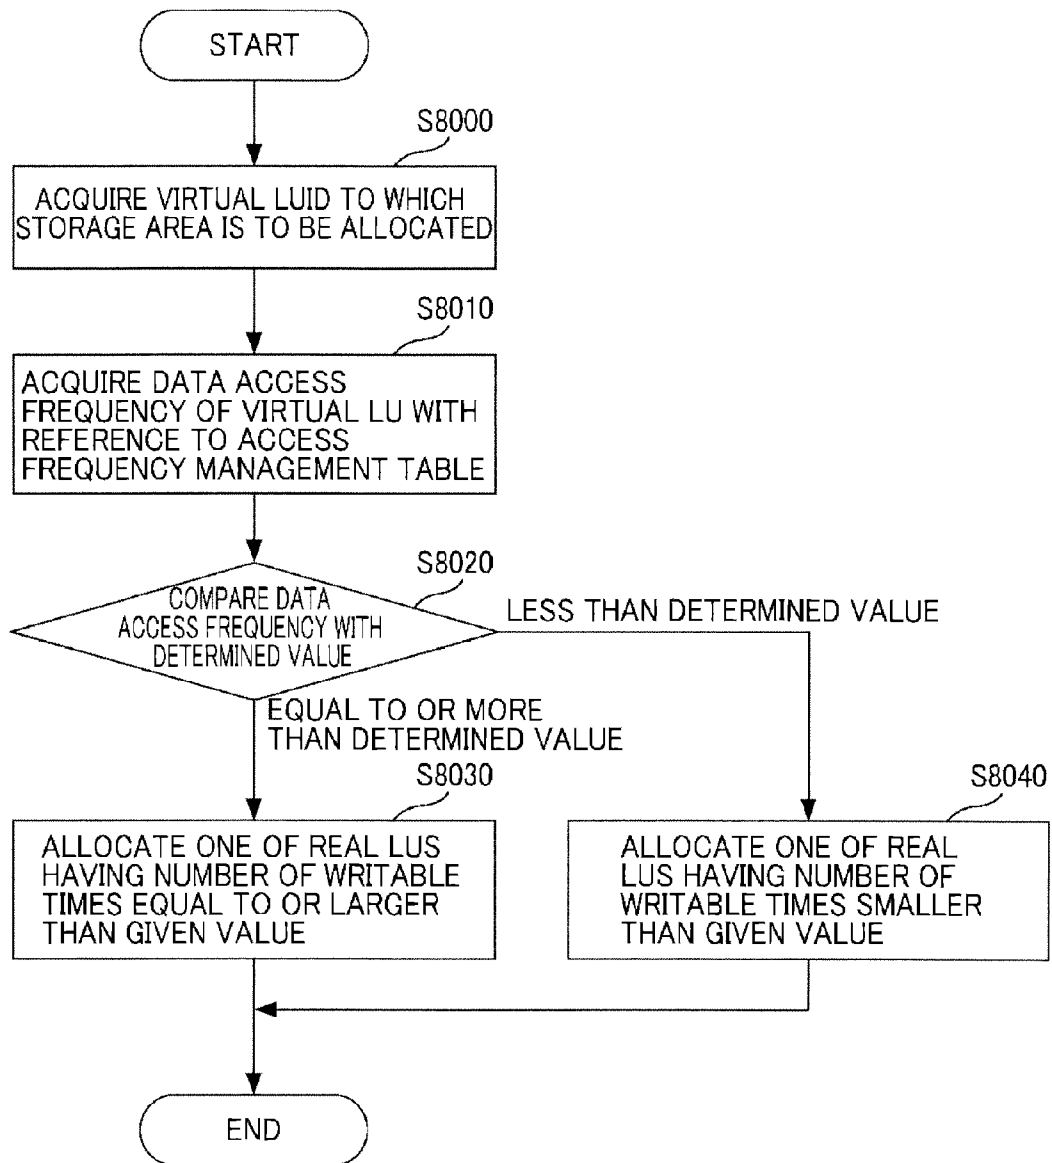 START
S8000
ACQUIRE VIRTUAL LUID TO WHICH
STORAGE AREA IS TO BE ALLOCATED
S8010
ACQUIRE DATA ACCESS
FREQUENCY OF VIRTUAL LU WITH
REFERENCE TO ACCESS
FREQUENCY MANAGEMENT TABLE
S8020
COMPARE DATA
ACCESS FREQUENCY WITH
DETERMINED VALUE
LESS THAN DETERMINED VALUE
EQUAL TO OR MORE
THAN DETERMINED VALUE
S8030
ALLOCATE ONE OF REAL LUS
HAVING NUMBER OF WRITABLE
TIMES EQUAL TO OR LARGER
THAN GIVEN VALUE
S8040
ALLOCATE ONE OF REAL
LUS HAVING NUMBER OF
WRITABLE TIMES SMALLER
THAN GIVEN VALUE
END